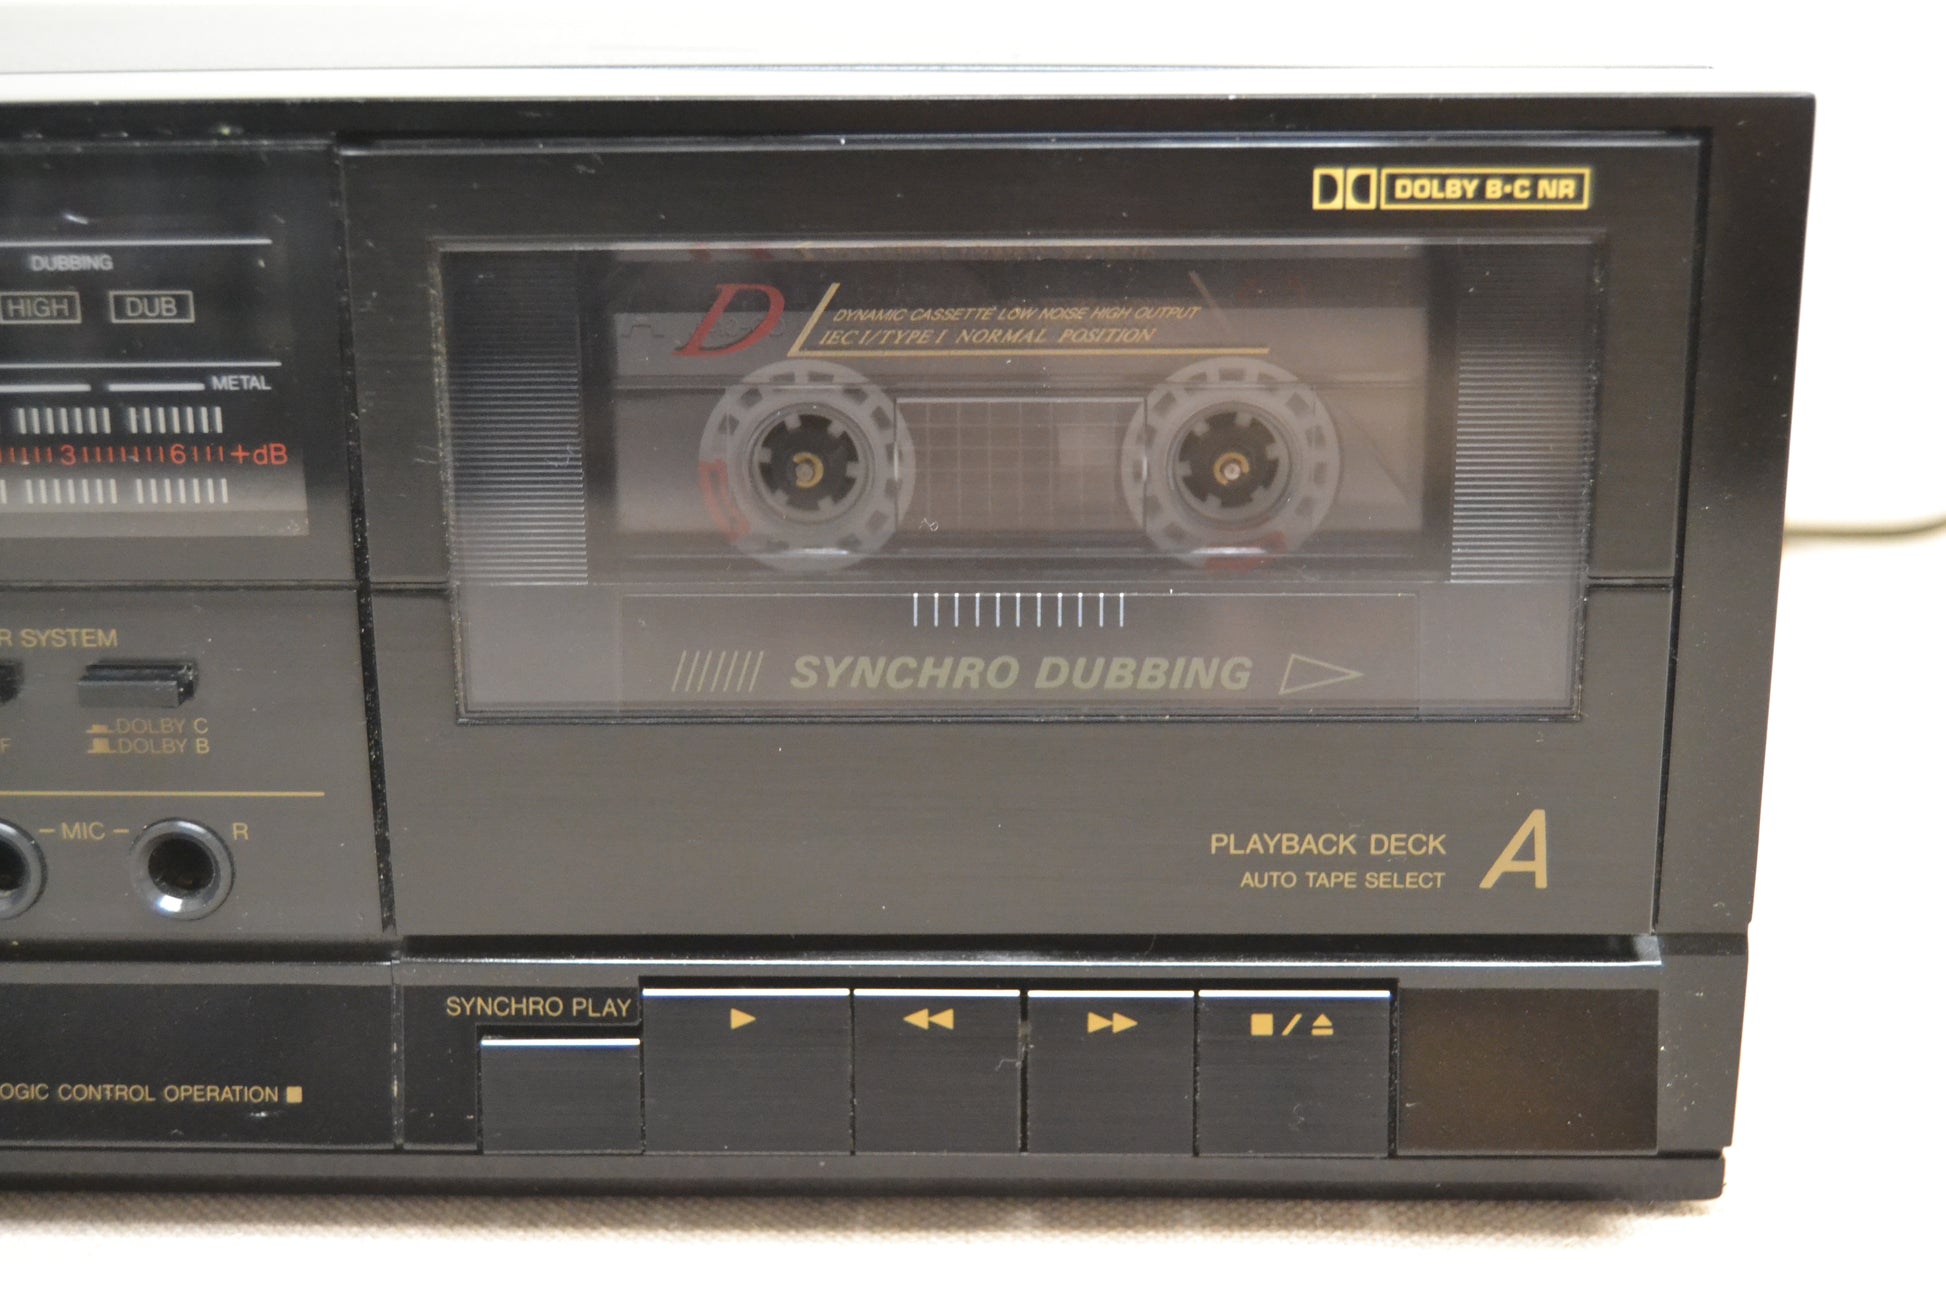 DOLBY B·C NR
DUBBING
HIGH DUB
METAL
3 6 +dB
D
DYNAMIC CASSETTE LOW NOISE HIGH OUTPUT
IEC I/TYPE I NORMAL POSITION
SYNCHRO DUBBING
SYSTEM
DOLBY C
DOLBY B
MIC R
PLAYBACK DECK A
AUTO TAPE SELECT
SYNCHRO PLAY
OGIC CONTROL OPERATION